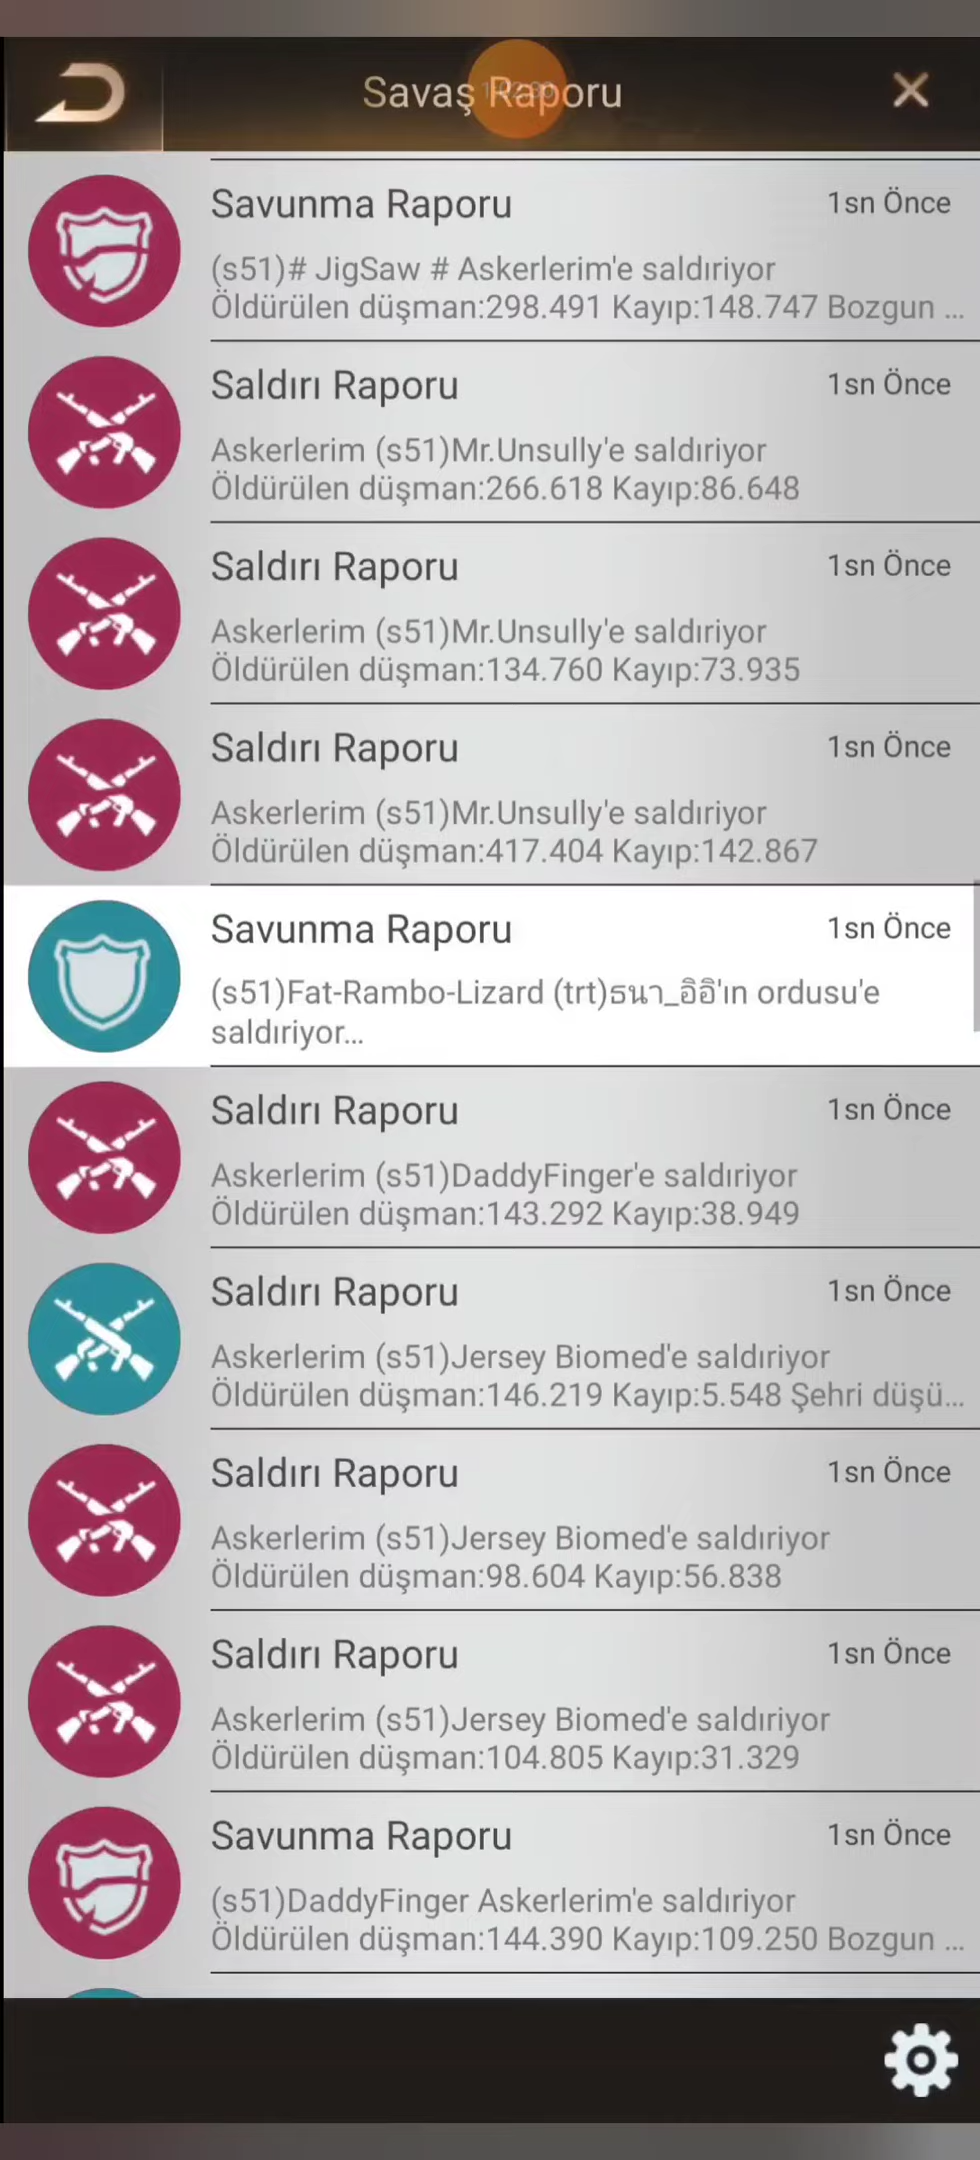 Savaş Raporu
Savunma Raporu
1sn Önce
(s51)# JigSaw # Askerlerim'e saldırıyor
Öldürülen düşman:298.491 Kayıp:148.747 Bozgun ...
Saldırı Raporu
1sn Önce
Askerlerim (s51)Mr.Unsully'e saldırıyor
Öldürülen düşman:266.618 Kayıp:86.648
Saldırı Raporu
1sn Önce
Askerlerim (s51)Mr.Unsully'e saldırıyor
Öldürülen düşman:134.760 Kayıp:73.935
Saldırı Raporu
1sn Önce
Askerlerim (s51)Mr.Unsully'e saldırıyor
Öldürülen düşman:417.404 Kayıp:142.867
Savunma Raporu
1sn Önce
(s51)Fat-Rambo-Lizard (trt)ธนา_อิอิ'ın ordusu'e
saldırıyor...
Saldırı Raporu
1sn Önce
Askerlerim (s51)DaddyFinger'e saldırıyor
Öldürülen düşman:143.292 Kayıp:38.949
Saldırı Raporu
1sn Önce
Askerlerim (s51)Jersey Biomed'e saldırıyor
Öldürülen düşman:146.219 Kayıp:5.548 Şehri düşü...
Saldırı Raporu
1sn Önce
Askerlerim (s51)Jersey Biomed'e saldırıyor
Öldürülen düşman:98.604 Kayıp:56.838
Saldırı Raporu
1sn Önce
Askerlerim (s51)Jersey Biomed'e saldırıyor
Öldürülen düşman:104.805 Kayıp:31.329
Savunma Raporu
1sn Önce
(s51)DaddyFinger Askerlerim'e saldırıyor
Öldürülen düşman:144.390 Kayıp:109.250 Bozgun ...